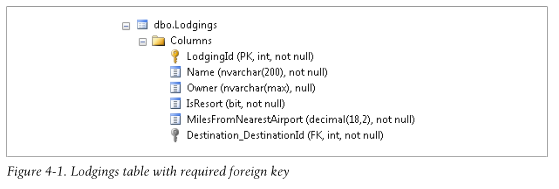 dbo.Lodgings
Columns
LodgingId (PK, int, not null)
Name (nvarchar(200), not null)
Owner (nvarchar(max), null)
IsResort (bit, not null)
MilesFromNearestAirport (decimal(18,2), not null)
Destination_DestinationId (FK, int, not null)
Figure 4-1. Lodgings table with required foreign key